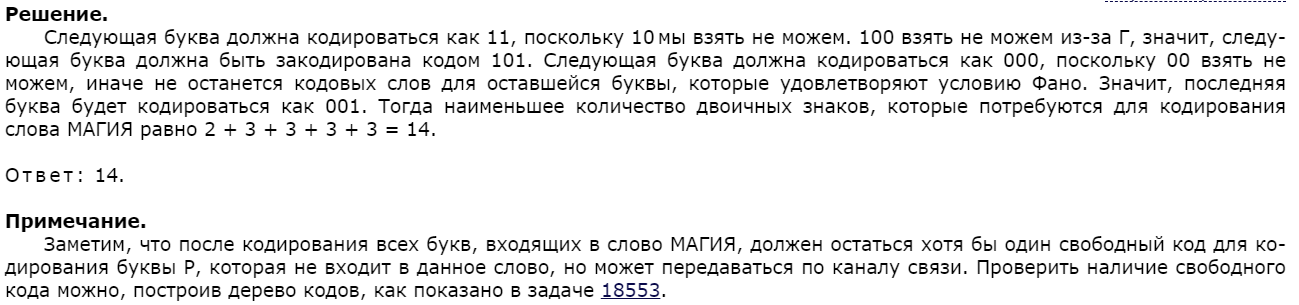 Решение.
Следующая буква должна кодироваться как 11, поскольку 10 мы взять не можем. 100 взять не можем из-за Г, значит, следу-
ющая буква должна быть закодирована кодом 101. Следующая буква должна кодироваться как 000, поскольку 00 взять не
можем, иначе не останется кодовых слов для оставшейся буквы, которые удовлетворяют условию Фано. Значит, последняя
буква будет кодироваться как 001. Тогда наименьшее количество двоичных знаков, которые потребуются для кодирования
слова МАГИЯ равно 2 + 3 + 3 + 3 + 3 = 14.
Ответ: 14.
Примечание.
Заметим, что после кодирования всех букв, входящих в слово МАГИЯ, должен остаться хотя бы один свободный код для ко-
дирования буквы Р, которая не входит в данное слово, но может передаваться по каналу связи. Проверить наличие свободного
кода можно, построив дерево кодов, как показано в задаче 18553.